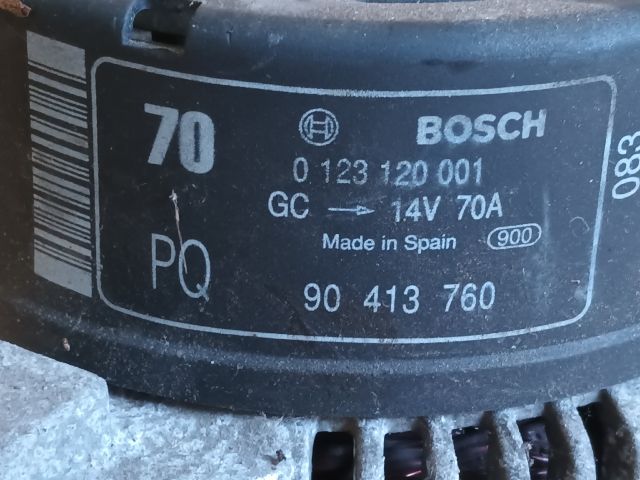 70
BOSCH
0 123 120 001
GC → 14V 70A
Made in Spain 900
PQ
90 413 760
083